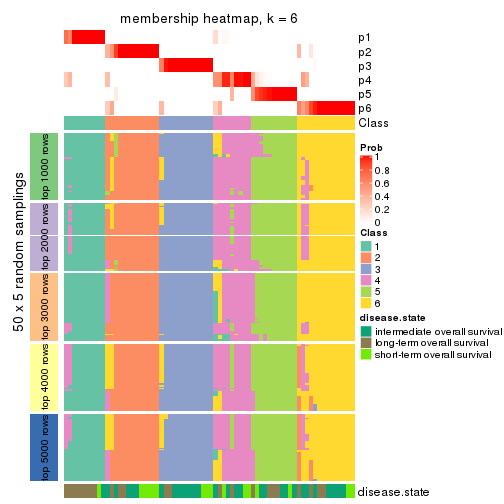 membership heatmap, k = 6
p1
p2
p3
p4
p5
p6
Class
50 x 5 random samplings
top 1000 rows
top 2000 rows
top 3000 rows
top 4000 rows
top 5000 rows
Prob
1
0.8
0.6
0.4
0.2
0
Class
1
2
3
4
5
6
disease.state
intermediate overall survival
long-term overall survival
short-term overall survival
disease.state